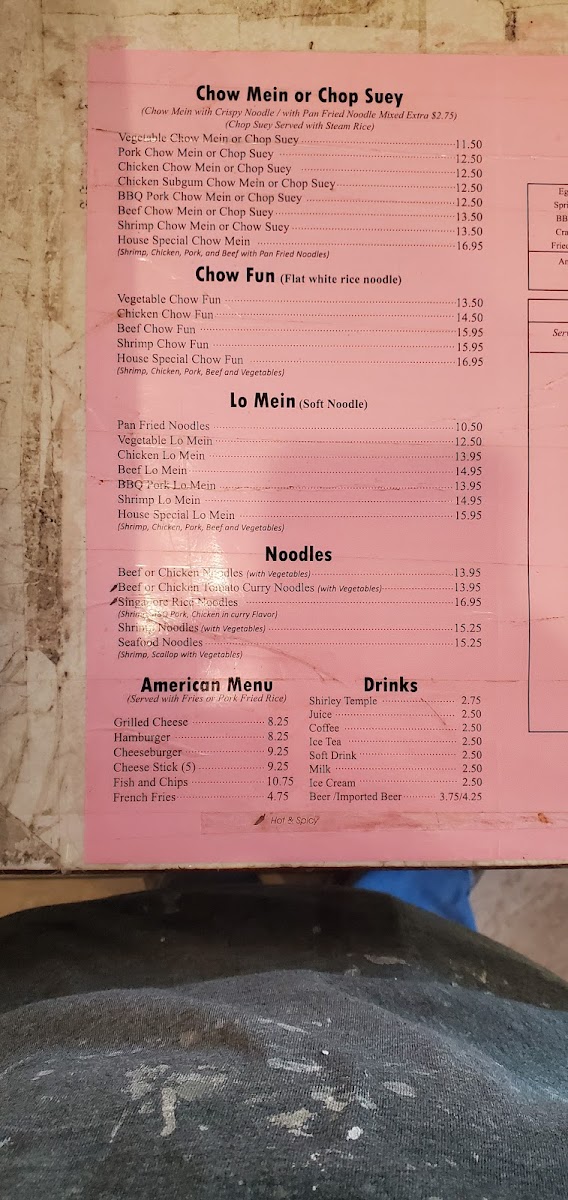 Chow Mein or Chop Suey
(Chow Mein with Crispy Noodle / with Pan Fried Noodle Mixed Extra $2.75)
(Chop Suey Served with Steam Rice)
Vegetable Chow Mein or Chop Suey 11.50
Pork Chow Mein or Chop Suey 12.50
Chicken Chow Mein or Chop Suey 12.50
Chicken Subgum Chow Mein or Chop Suey 12.50
BBQ Pork Chow Mein or Chop Suey 12.50
Beef Chow Mein or Chop Suey 13.50
Shrimp Chow Mein or Chow Suey 13.50
House Special Chow Mein 16.95
(Shrimp, Chicken, Pork, and Beef with Pan Fried Noodles)
Chow Fun (Flat white rice noodle)
Vegetable Chow Fun 13.50
Chicken Chow Fun 14.50
Beef Chow Fun 15.95
Shrimp Chow Fun 15.95
House Special Chow Fun 16.95
(Shrimp, Chicken, Pork, Beef and Vegetables)
Lo Mein (Soft Noodle)
Pan Fried Noodles 10.50
Vegetable Lo Mein 12.50
Chicken Lo Mein 13.95
Beef Lo Mein 14.95
BBQ Pork Lo Mein 13.95
Shrimp Lo Mein 14.95
House Special Lo Mein 15.95
(Shrimp, Chicken, Pork, Beef and Vegetables)
Noodles
Beef or Chicken Noodles (with Vegetables) 13.95
Beef or Chicken Tomato Curry Noodles (with Vegetables) 13.95
Singapore Rice Noodles 16.95
(Shrimp, BBQ Pork, Chicken in curry Flavor)
Shrimp Noodles (with Vegetables) 15.25
Seafood Noodles 15.25
(Shrimp, Scallop with Vegetables)
American Menu
(Served with Fries or Pork Fried Rice)
Grilled Cheese 8.25
Hamburger 8.25
Cheeseburger 9.25
Cheese Stick (5) 9.25
Fish and Chips 10.75
French Fries 4.75
Drinks
Shirley Temple 2.75
Juice 2.50
Coffee 2.50
Ice Tea 2.50
Soft Drink 2.50
Milk 2.50
Ice Cream 2.50
Beer /Imported Beer 3.75/4.25
Hot & Spicy
Eg
Spri
BB
Cra
Fried
An
Serv